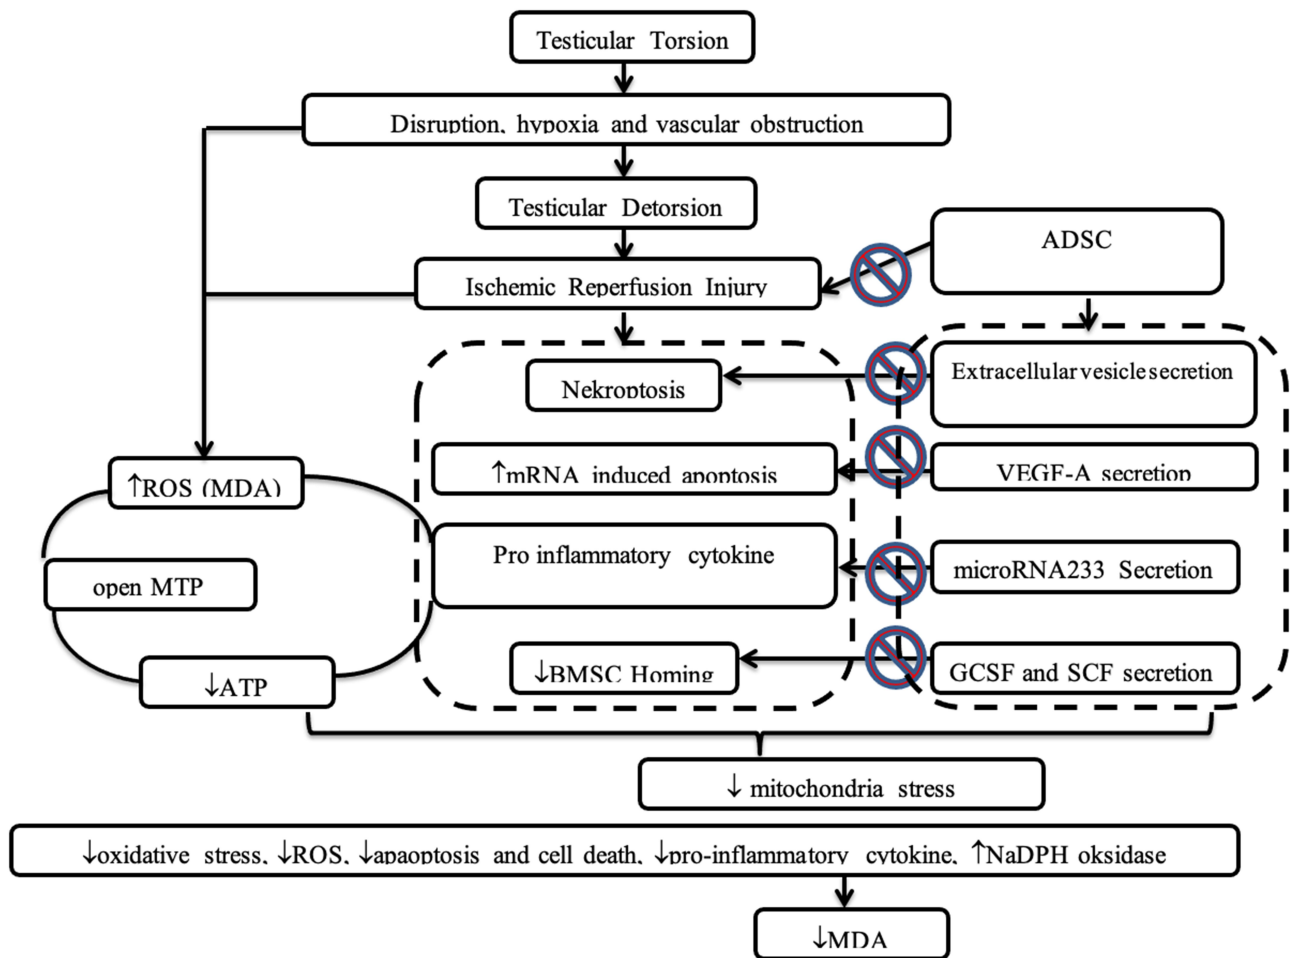 Testicular Torsion
Disruption, hypoxia and vascular obstruction
Testicular Detorsion
ADSC
Ischemic Reperfusion Injury
Nekroptosis
Extracellular vesicle secretion
↑mRNA induced apoptosis
VEGF-A secretion
↑ROS (MDA)
Pro inflammatory cytokine
microRNA233 Secretion
open MTP
↓BMSC Homing
GCSF and SCF secretion
↓ATP
↓ mitochondria stress
↓oxidative stress, ↓ROS, ↓apaoptosis and cell death, ↓pro-inflammatory cytokine, ↑NaDPH oksidase
↓MDA